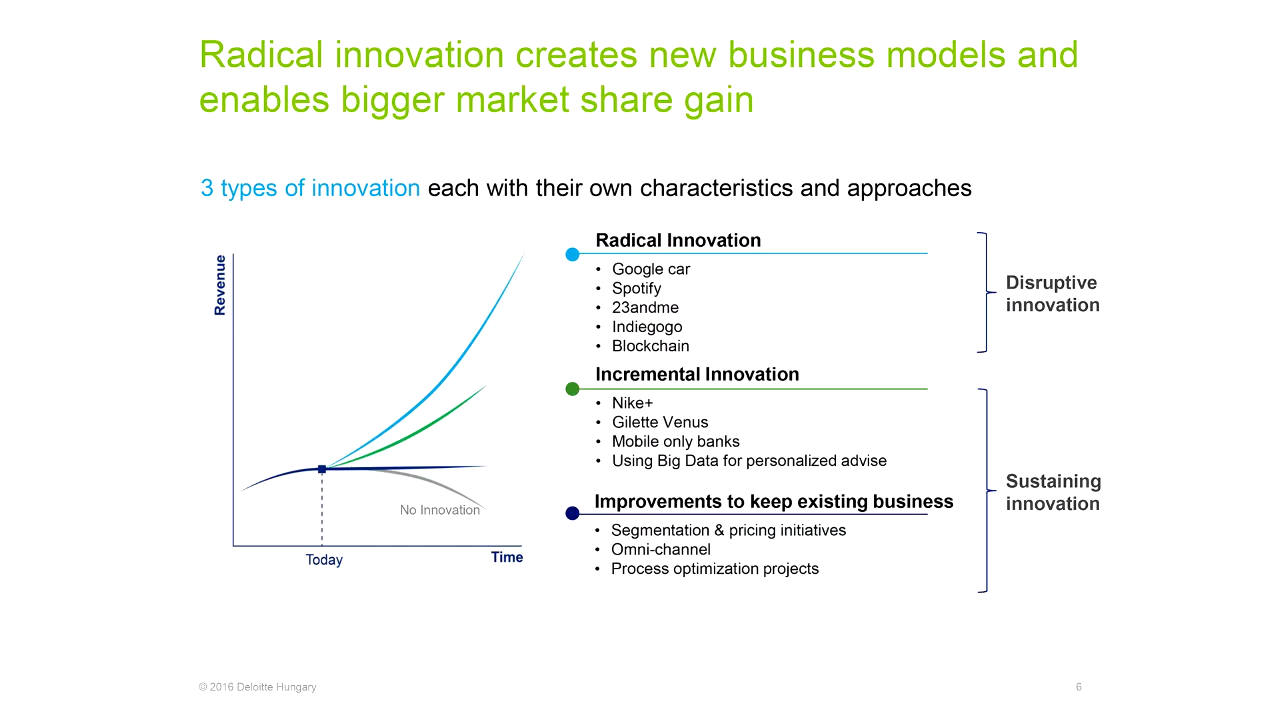 Radical innovation creates new business models and
enables bigger market share gain
3 types of innovation each with their own characteristics and approaches
Revenue
No Innovation
Today
Time
Radical Innovation
• Google car
• Spotify
• 23andme
• Indiegogo
• Blockchain
Incremental Innovation
• Nike+
• Gilette Venus
• Mobile only banks
• Using Big Data for personalized advise
Improvements to keep existing business
• Segmentation & pricing initiatives
• Omni-channel
• Process optimization projects
Disruptive
innovation
Sustaining
innovation
© 2016 Deloitte Hungary
6